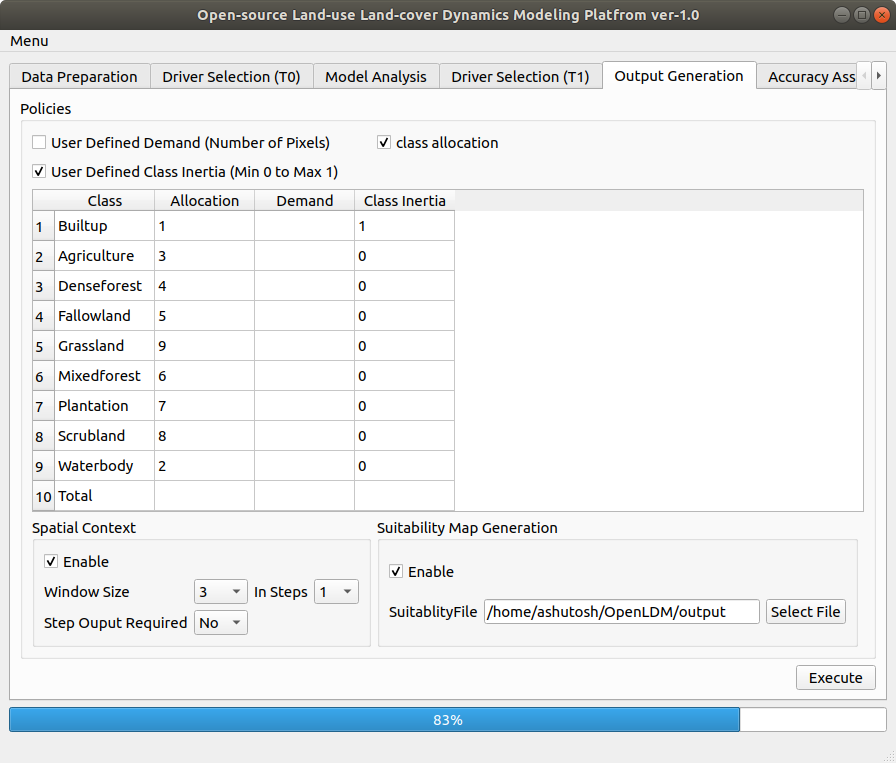 Open-source Land-use Land-cover Dynamics Modeling Platfrom ver-1.0
Menu
Data Preparation Driver Selection (T0) Model Analysis Driver Selection (T1) Output Generation Accuracy Ass
Policies
User Defined Demand (Number of Pixels) class allocation
User Defined Class Inertia (Min 0 to Max 1)
Class Allocation Demand Class Inertia
1 Builtup 1 1
2 Agriculture 3 0
3 Denseforest 4 0
4 Fallowland 5 0
5 Grassland 9 0
6 Mixedforest 6 0
7 Plantation 7 0
8 Scrubland 8 0
9 Waterbody 2 0
10 Total
Spatial Context Suitability Map Generation
Enable
Enable
Window Size 3 In Steps 1
SuitablityFile /home/ashutosh/OpenLDM/output Select File
Step Ouput Required No
Execute
83%